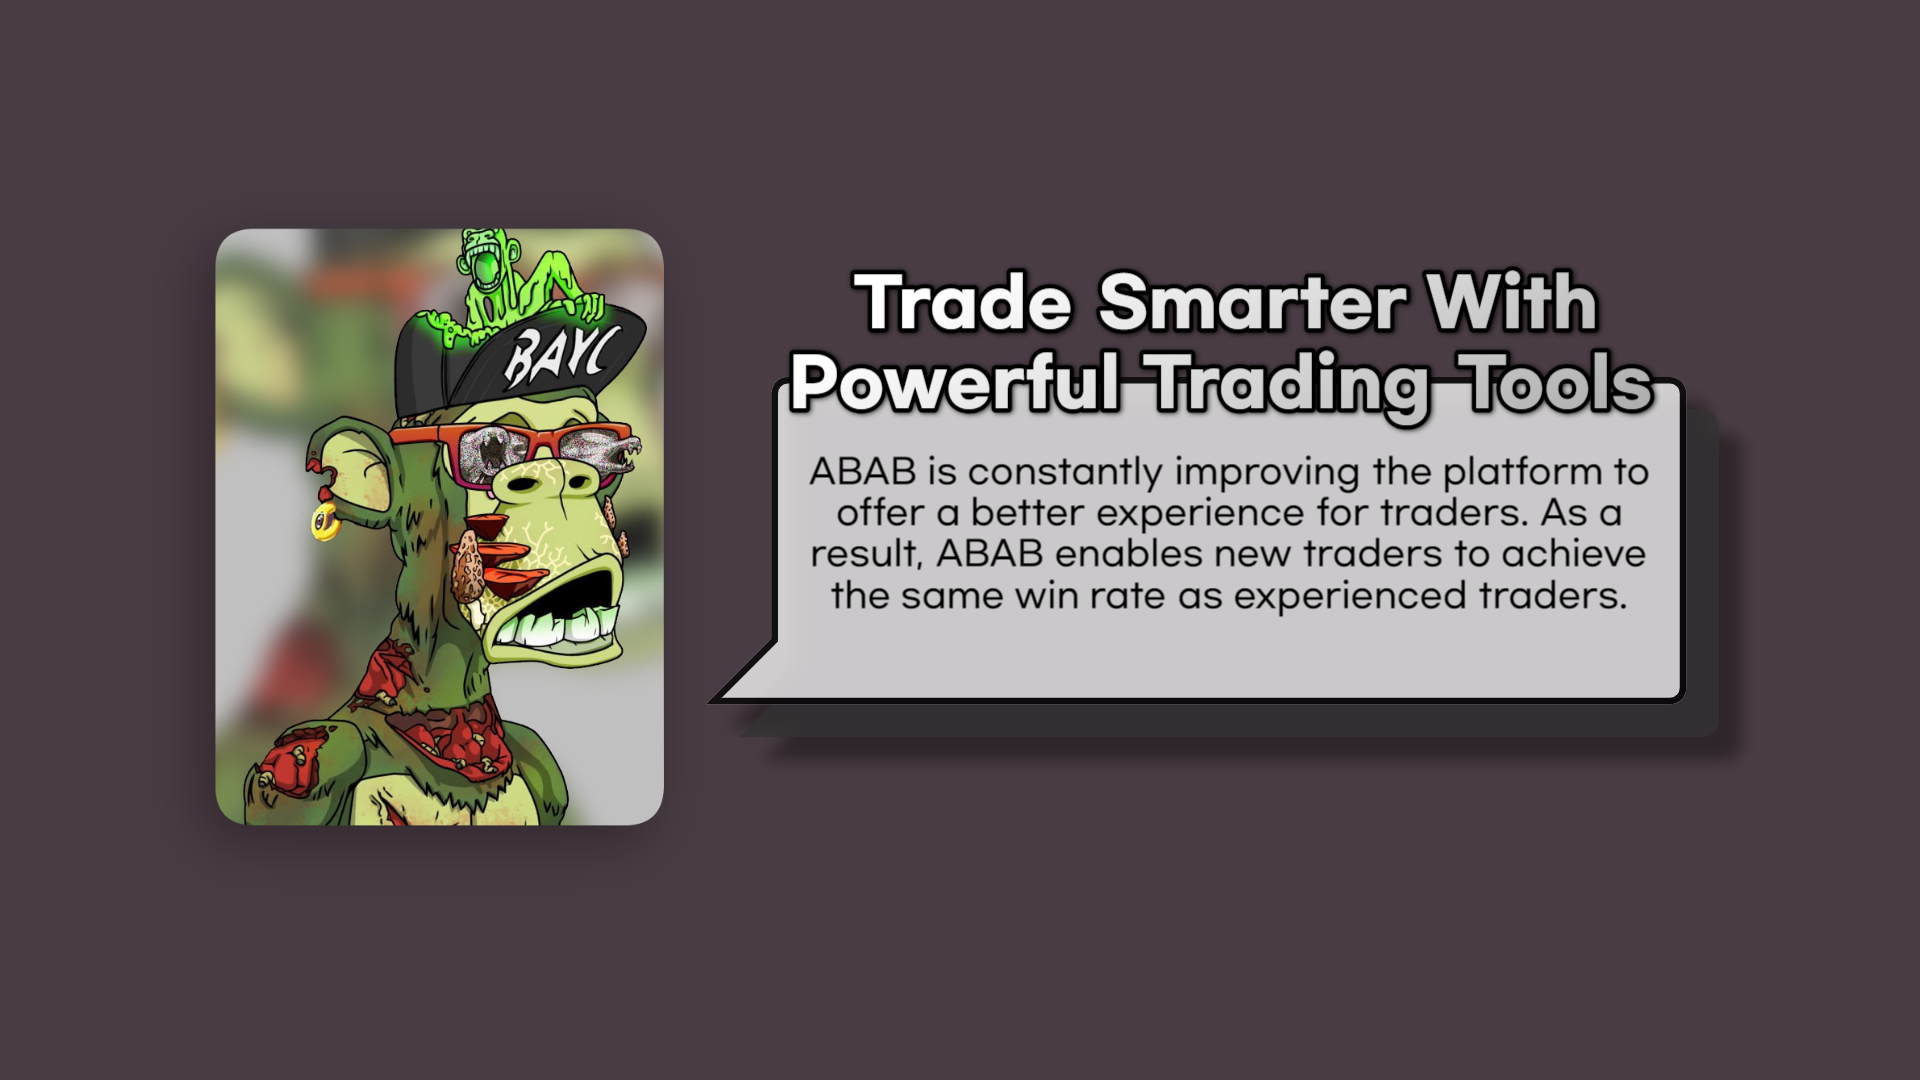 BAYC
Trade Smarter With
Powerful Trading Tools
ABAB is constantly improving the platform to
offer a better experience for traders. As a
result, ABAB enables new traders to achieve
the same win rate as experienced traders.